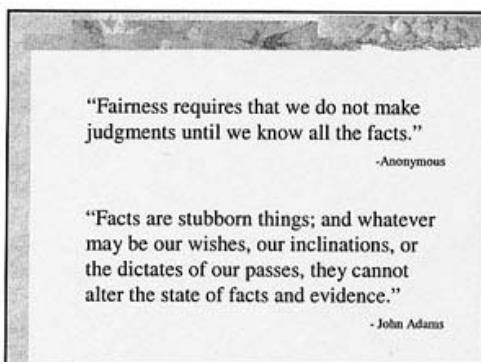 “Fairness requires that we do not make
judgments until we know all the facts.”
-Anonymous
“Facts are stubborn things; and whatever
may be our wishes, our inclinations, or
the dictates of our passes, they cannot
alter the state of facts and evidence.”
- John Adams